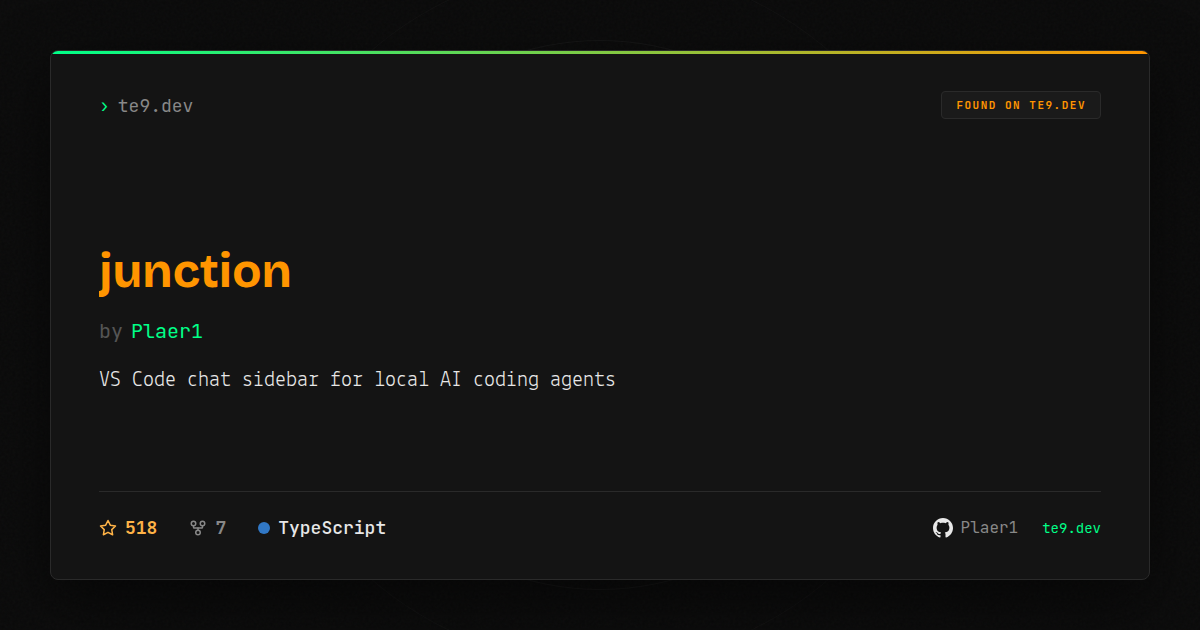 › te9.dev
FOUND ON TE9.DEV
junction
by Plaer1
VS Code chat sidebar for local AI coding agents
518 7 TypeScript
Plaer1 te9.dev